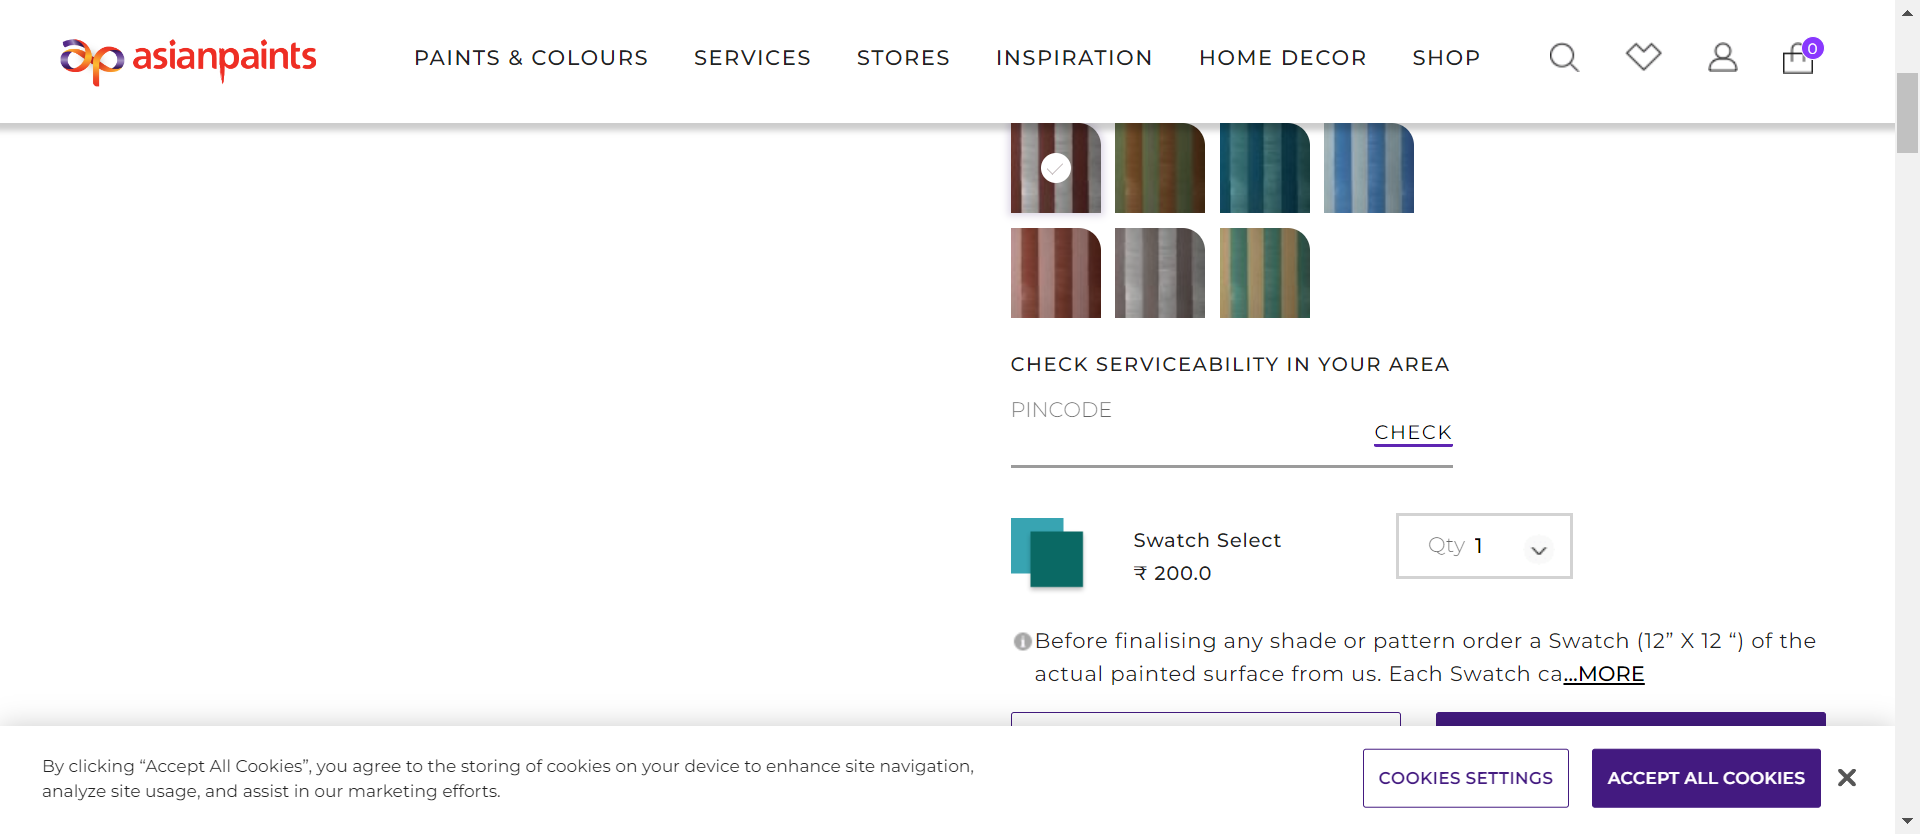 asianpaints
PAINTS & COLOURS
SERVICES
STORES
INSPIRATION
HOME DECOR
SHOP
0
CHECK SERVICEABILITY IN YOUR AREA
PINCODE
CHECK
Swatch Select
₹ 200.0
Qty 1
Before finalising any shade or pattern order a Swatch (12” X 12 “) of the
actual painted surface from us. Each Swatch ca...MORE
By clicking “Accept All Cookies”, you agree to the storing of cookies on your device to enhance site navigation,
analyze site usage, and assist in our marketing efforts.
COOKIES SETTINGS
ACCEPT ALL COOKIES